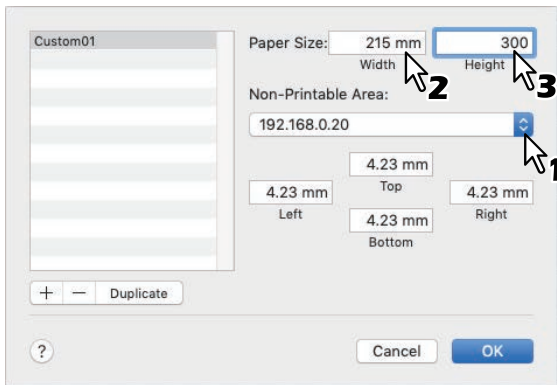 Custom01
Paper Size: 215 mm 300
Width Height
2 3
Non-Printable Area:
192.168.0.20
1
4.23 mm
Top
4.23 mm 4.23 mm
Left Right
4.23 mm
Bottom
+ − Duplicate
? Cancel OK